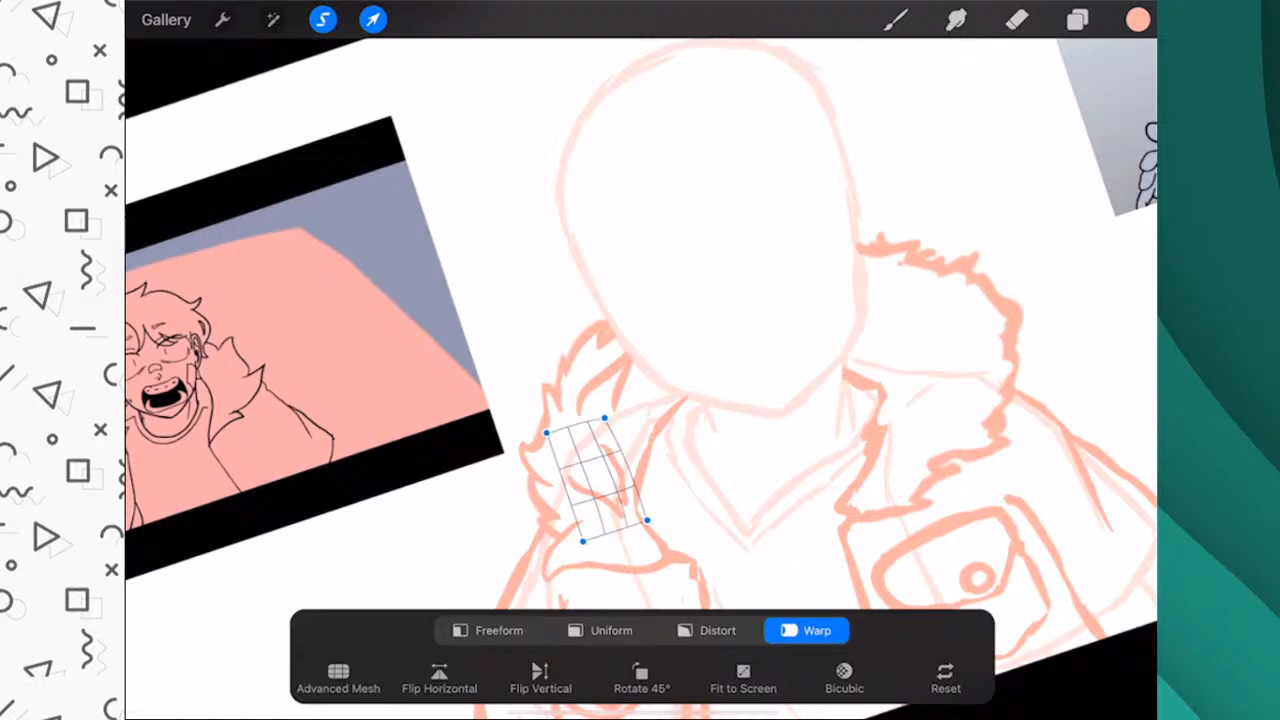 Gallery
Freeform Uniform Distort Warp
Advanced Mesh Flip Horizontal Flip Vertical Rotate 45° Fit to Screen Bicubic Reset